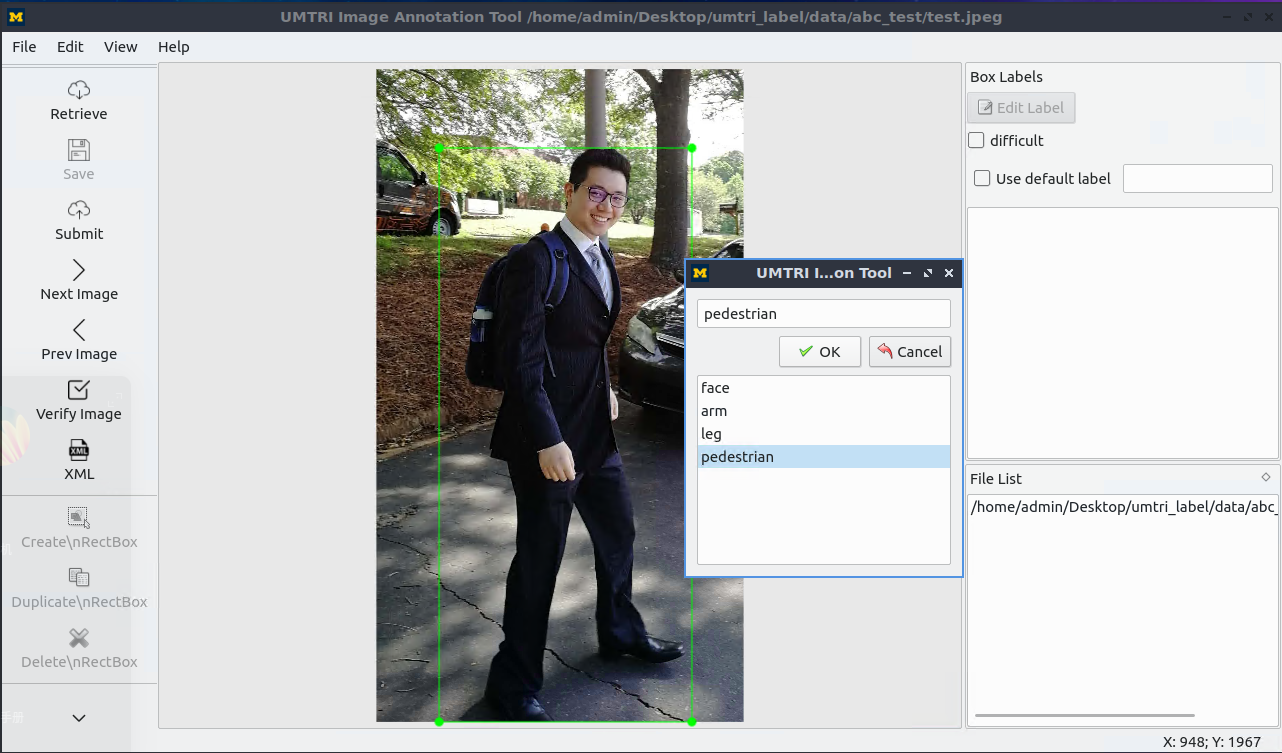 UMTRI Image Annotation Tool /home/admin/Desktop/umtri_label/data/abc_test/test.jpeg
File Edit View Help
Retrieve
Save
Submit
Next Image
Prev Image
Verify Image
XML
XML
Create\nRectBox
Duplicate\nRectBox
Delete\nRectBox
手册
UMTRI I...on Tool
pedestrian
OK Cancel
face
arm
leg
pedestrian
Box Labels
Edit Label
difficult
Use default label
File List
/home/admin/Desktop/umtri_label/data/abc_
X: 948; Y: 1967